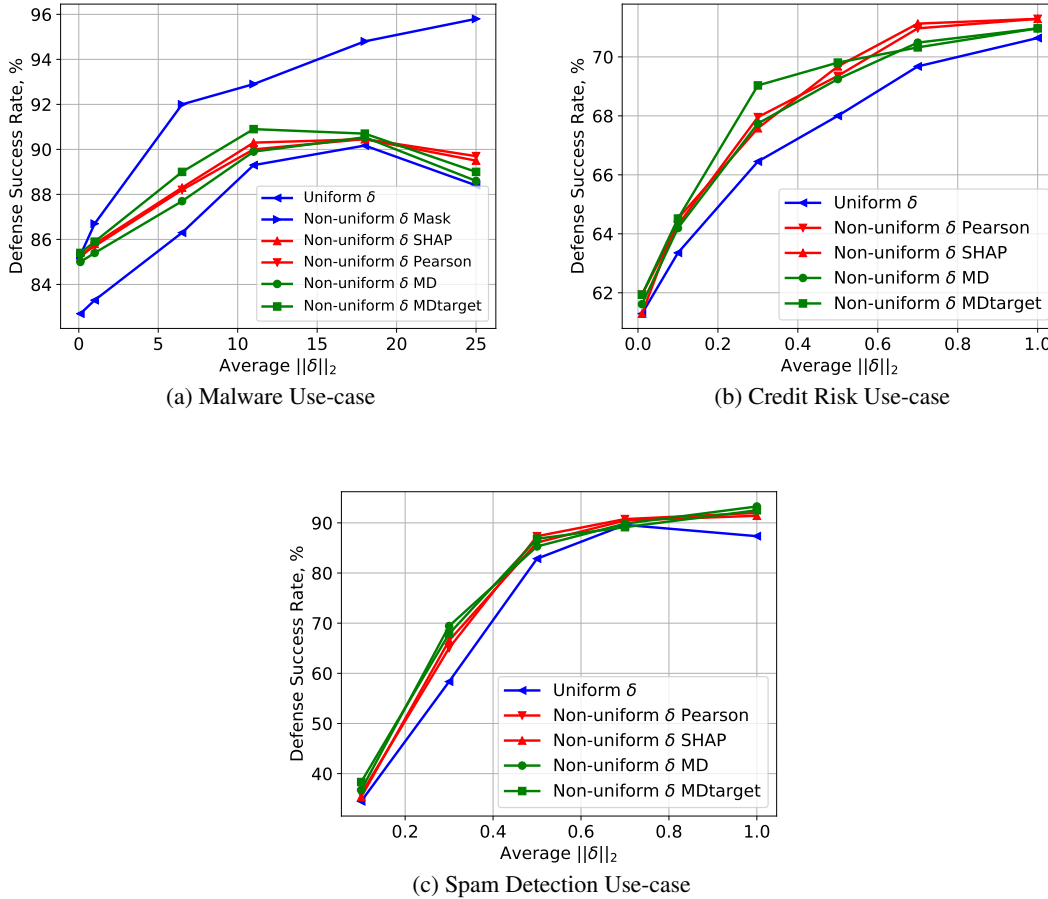 96
94
92
90
88
86
84
Defense Success Rate, %
Uniform δ
Non-uniform δ Mask
Non-uniform δ SHAP
Non-uniform δ Pearson
Non-uniform δ MD
Non-uniform δ MDtarget
0 5 10 15 20 25
Average ||δ||₂
(a) Malware Use-case
70
68
66
64
62
Defense Success Rate, %
Uniform δ
Non-uniform δ Pearson
Non-uniform δ SHAP
Non-uniform δ MD
Non-uniform δ MDtarget
0.0 0.2 0.4 0.6 0.8 1.0
Average ||δ||₂
(b) Credit Risk Use-case
90
80
70
60
50
40
Defense Success Rate, %
Uniform δ
Non-uniform δ Pearson
Non-uniform δ SHAP
Non-uniform δ MD
Non-uniform δ MDtarget
0.2 0.4 0.6 0.8 1.0
Average ||δ||₂
(c) Spam Detection Use-case